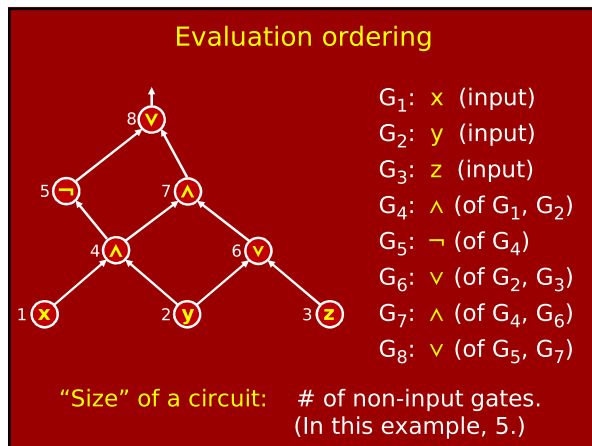 Evaluation ordering
8 ∨
5 ¬
7 ∧
4 ∧
6 ∨
1 x
2 y
3 z
G₁: x (input)
G₂: y (input)
G₃: z (input)
G₄: ∧ (of G₁, G₂)
G₅: ¬ (of G₄)
G₆: ∨ (of G₂, G₃)
G₇: ∧ (of G₄, G₆)
G₈: ∨ (of G₅, G₇)
“Size” of a circuit: # of non-input gates.
(In this example, 5.)